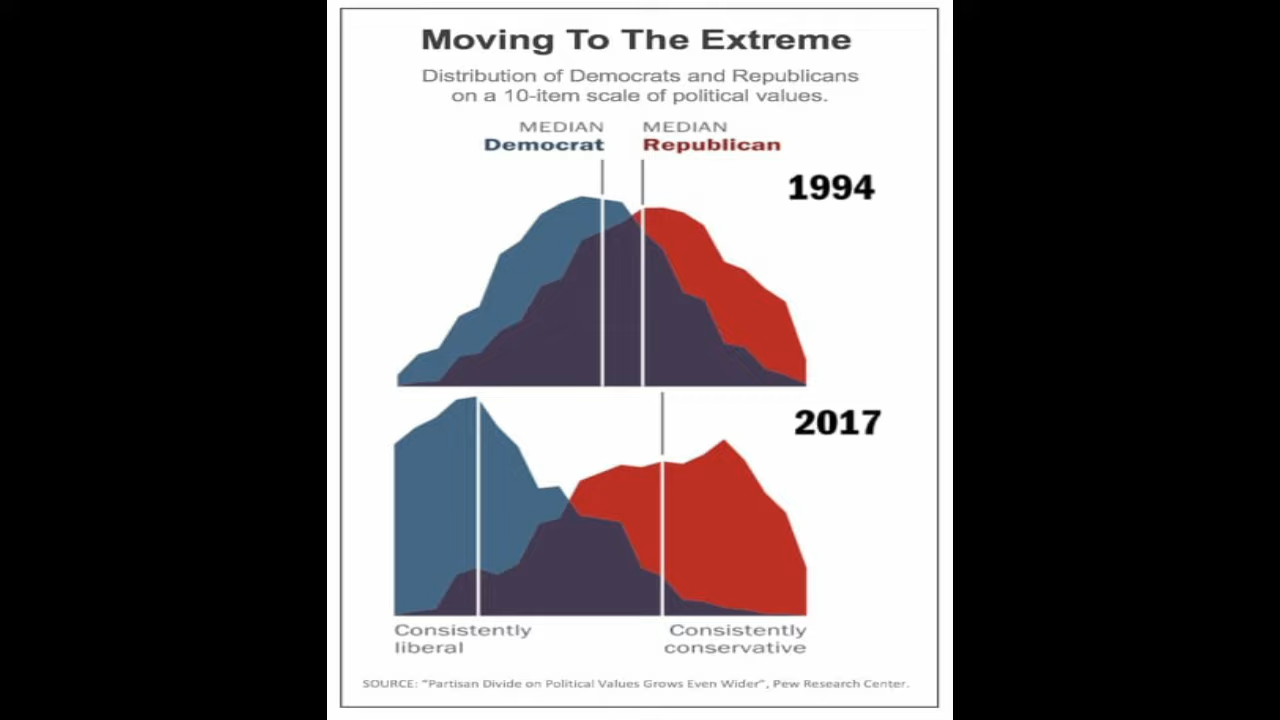 Moving To The Extreme
Distribution of Democrats and Republicans
on a 10-item scale of political values.
MEDIAN
Democrat
MEDIAN
Republican
1994
2017
Consistently
liberal
Consistently
conservative
SOURCE: "Partisan Divide on Political Values Grows Even Wider", Pew Research Center.